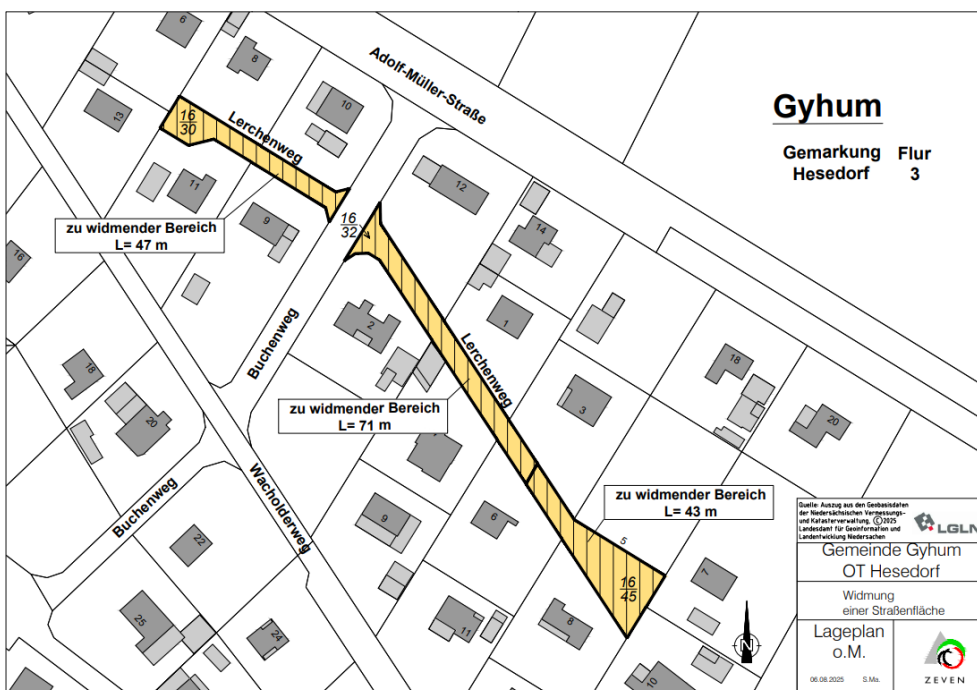 Gyhum
Gemarkung Flur
Hesedorf 3
Adolf-Müller-Straße
6
8
10
13
16
30
Lerchenweg
11
9
zu widmender Bereich
L= 47 m
12
16
32
14
16
Buchenweg
2
1
Lerchenweg
18
18
20
zu widmender Bereich
L= 71 m
3
20
Buchenweg
Wacholderweg
zu widmender Bereich
L= 43 m
9
6
5
22
16
45
7
25
24
11
8
10
N
Quelle: Auszug aus den Geobasisdaten
der Niedersächsischen Vermessungs-
und Katasterverwaltung, ©2025
Landesamt für Geoinformation und
Landentwicklung Niedersachen
LGLN
Gemeinde Gyhum
OT Hesedorf
Widmung
einer Straßenfläche
Lageplan
o.M.
06.08.2025 S.Ma.
ZEVEN